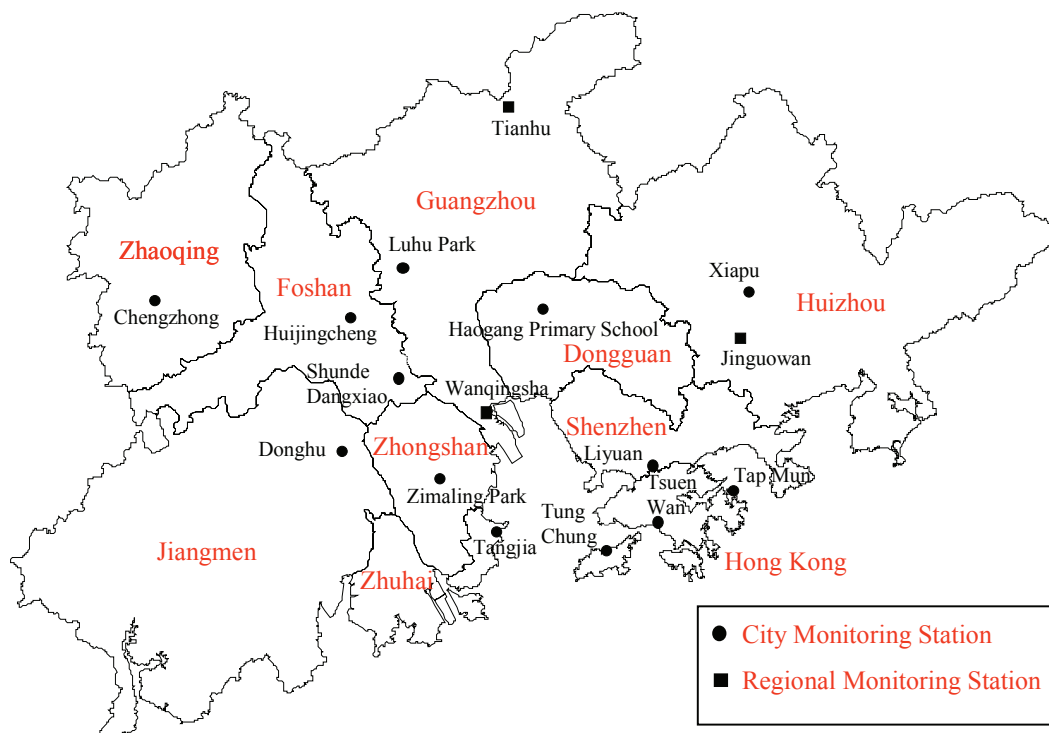 Tianhu
Guangzhou
Luhu Park
Zhaoqing
Chengzhong
Foshan
Huijingcheng
Xiapu
Huizhou
Jinguowan
Haogang Primary School
Dongguan
Shunde
Dangxiao
Wanqingsha
Shenzhen
Liyuan
Donghu
Zhongshan
Zimaling Park
Tsuen
Wan
Tap Mun
Tung
Chung
Tangjia
Jiangmen
Zhuhai
Hong Kong
City Monitoring Station
Regional Monitoring Station